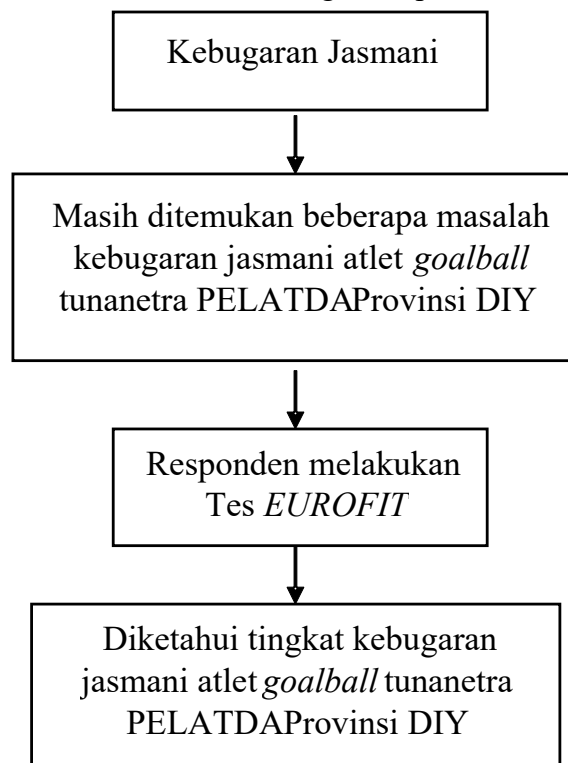 Kebugaran Jasmani
Masih ditemukan beberapa masalah
kebugaran jasmani atlet goalball
tunanetra PELATDAProvinsi DIY
Responden melakukan
Tes EUROFIT
Diketahui tingkat kebugaran
jasmani atlet goalball tunanetra
PELATDAProvinsi DIY